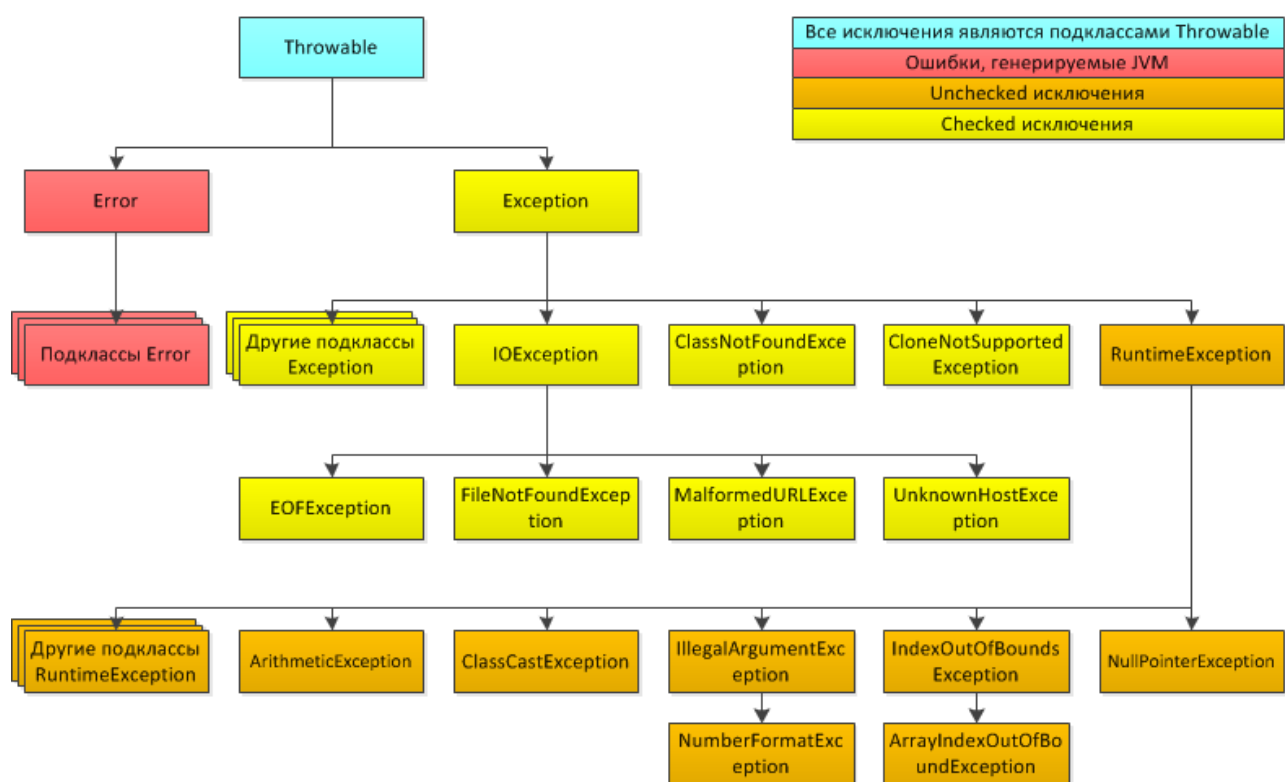 Throwable
Все исключения являются подклассами Throwable
Ошибки, генерируемые JVM
Unchecked исключения
Checked исключения
Error
Exception
Подклассы Error
Другие подклассы
Exception
IOException
ClassNotFoundExce
ption
CloneNotSupported
Exception
RuntimeException
EOFException
FileNotFoundExcep
tion
MalformedURLExce
ption
UnknownHostExce
ption
Другие подклассы
RuntimeException
ArithmeticException
ClassCastException
IllegalArgumentExc
eption
IndexOutOfBounds
Exception
NullPointerException
NumberFormatExc
eption
ArrayIndexOutOfBo
undException